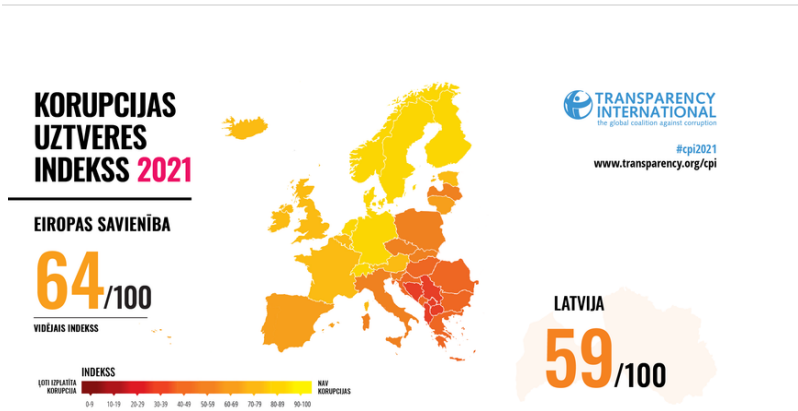 KORUPCIJAS
UZTVERES
INDEKSS 2021
EIROPAS SAVIENĪBA
64/100
VIDĒJAIS INDEKSS
TRANSPARENCY
INTERNATIONAL
the global coalition against corruption
#cpi2021
www.transparency.org/cpi
LATVIJA
59/100
INDEKSS
ĻOTI IZPLATĪTA
KORUPCIJA
NAV
KORUPCIJAS
0-9 10-19 20-29 30-39 40-49 50-59 60-69 70-79 80-89 90-100